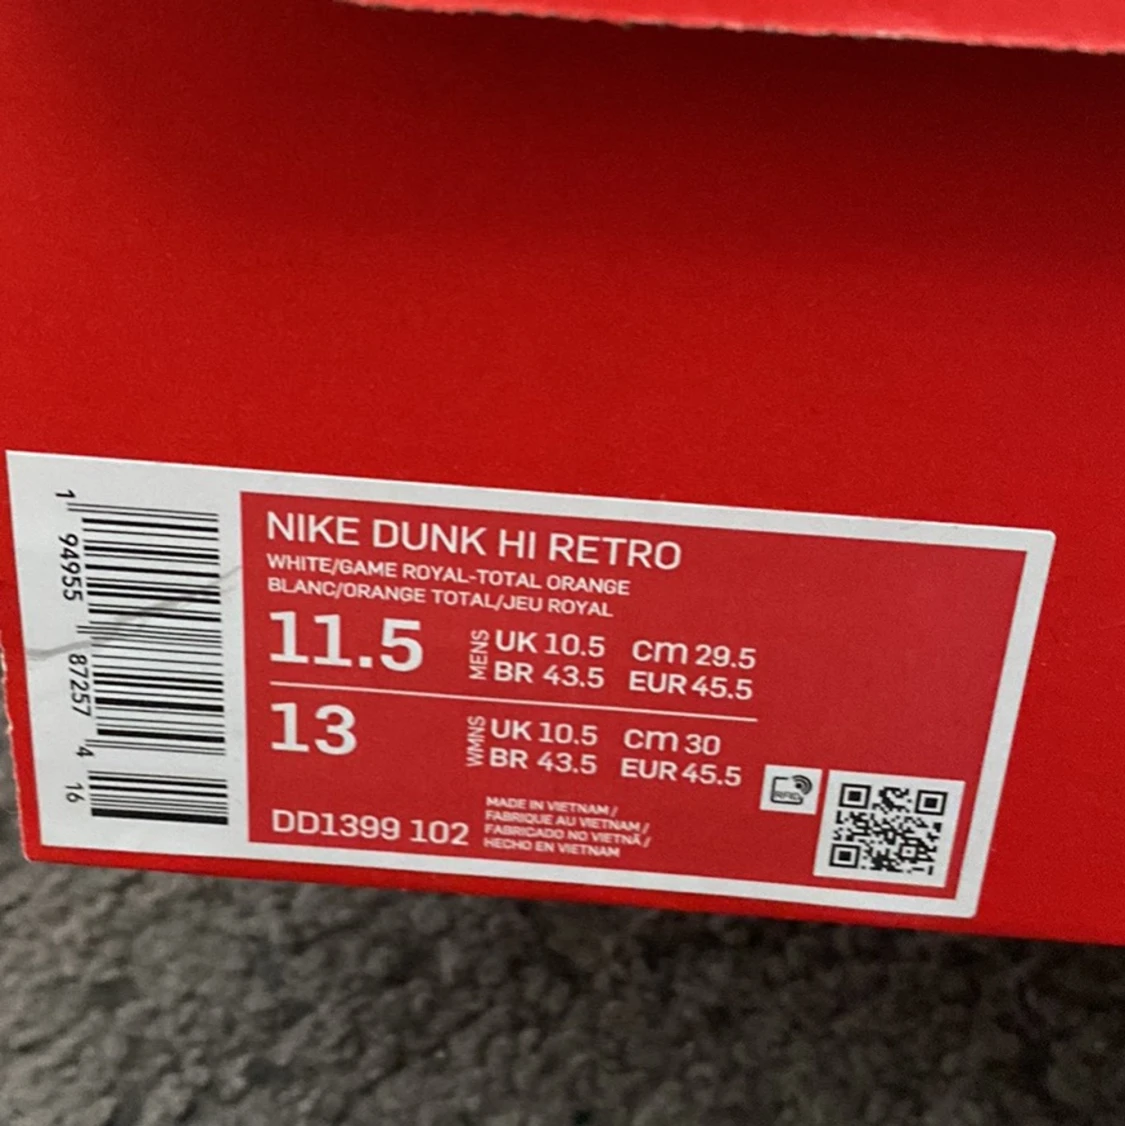 NIKE DUNK HI RETRO
WHITE/GAME ROYAL-TOTAL ORANGE
BLANC/ORANGE TOTAL/JEU ROYAL
11.5 MENS UK 10.5 cm 29.5
BR 43.5 EUR 45.5
13 WMNS UK 10.5 cm 30
BR 43.5 EUR 45.5
DD1399 102
MADE IN VIETNAM /
FABRIQUE AU VIETNAM /
FABRICADO NO VIETNÃ /
HECHO EN VIETNAM
RFID
1 94955 87257 4 16